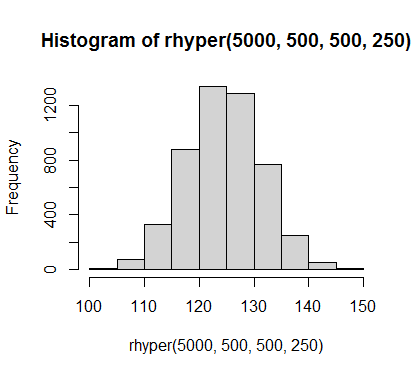 Histogram of rhyper(5000, 500, 500, 250)
Frequency
1200
800
400
0
100 110 120 130 140 150
rhyper(5000, 500, 500, 250)